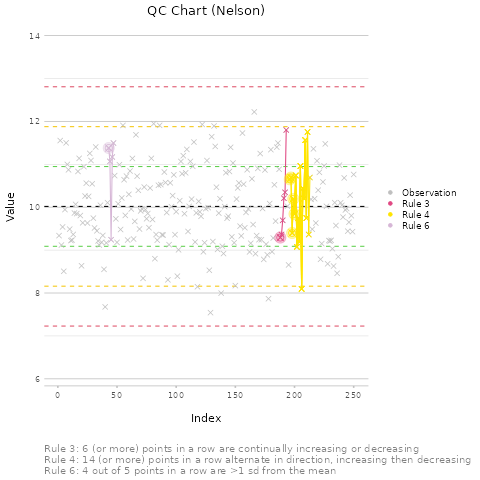 QC Chart (Nelson)
14
12
10
8
6
Value
0
50
100
150
200
250
Index
Observation
Rule 3
Rule 4
Rule 6
Rule 3: 6 (or more) points in a row are continually increasing or decreasing
Rule 4: 14 (or more) points in a row alternate in direction, increasing then decreasing
Rule 6: 4 out of 5 points in a row are >1 sd from the mean